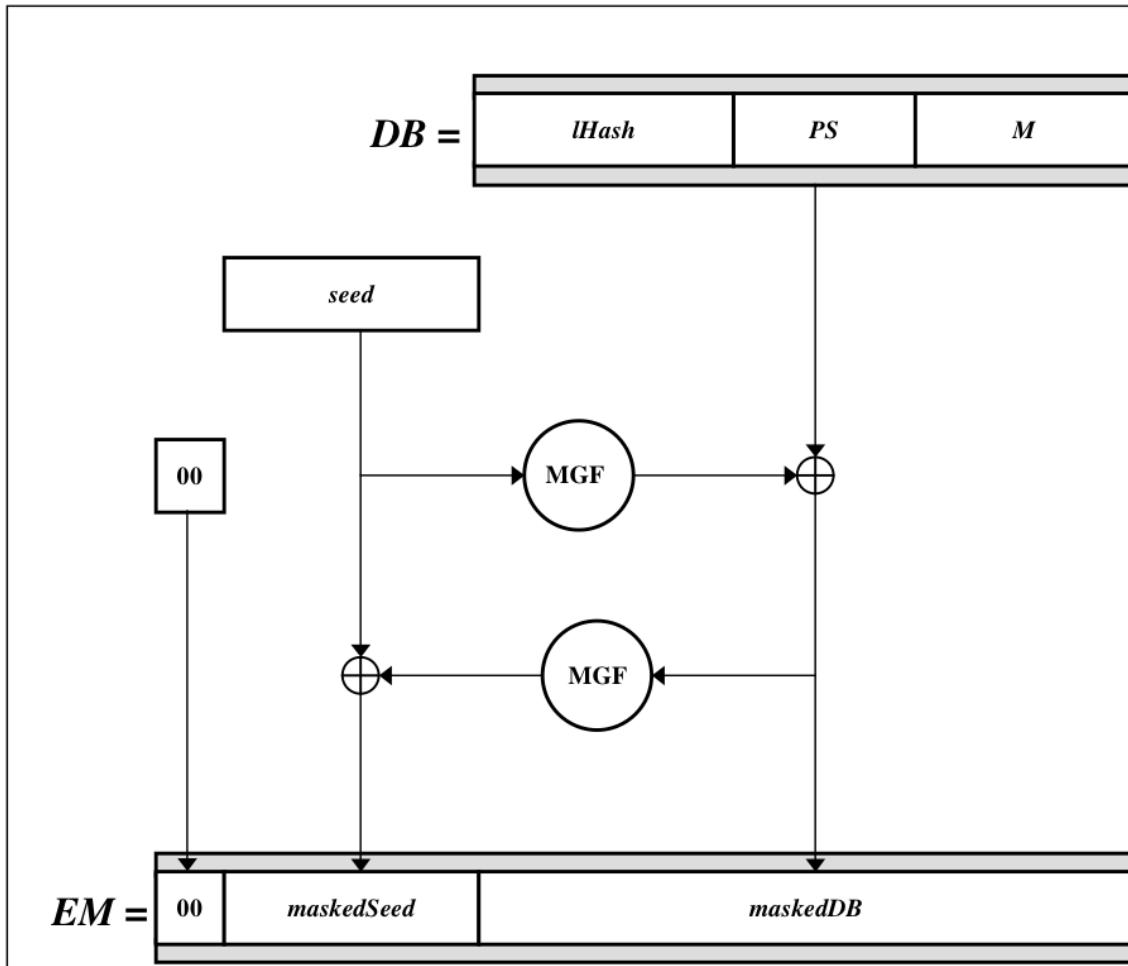 DB = lHash PS M
seed
00 MGF
MGF
EM = 00 maskedSeed maskedDB